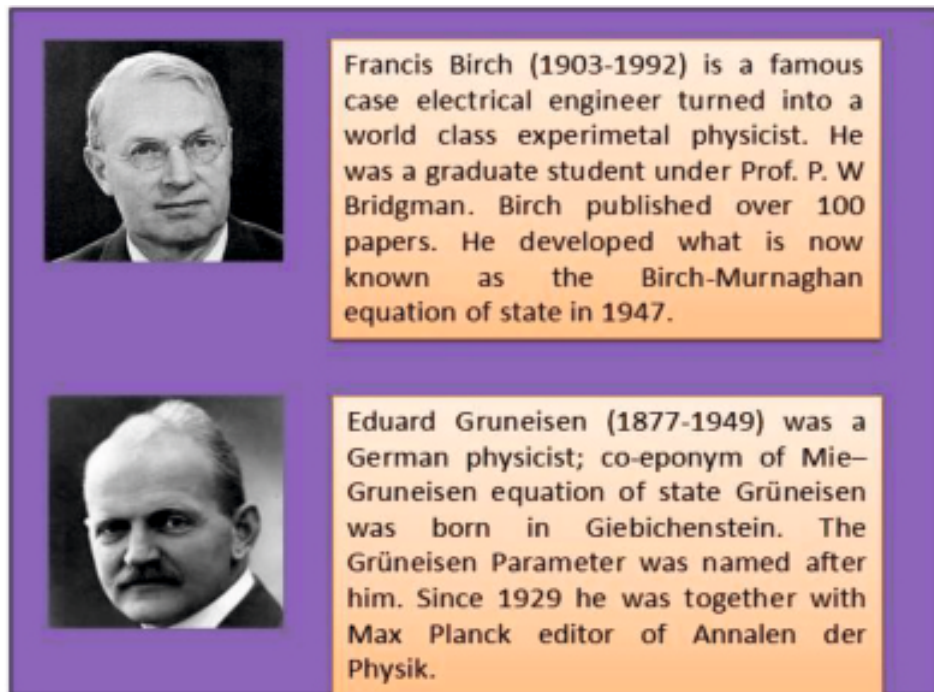 Francis Birch (1903-1992) is a famous
case electrical engineer turned into a
world class experimetal physicist. He
was a graduate student under Prof. P. W
Bridgman. Birch published over 100
papers. He developed what is now
known as the Birch-Murnaghan
equation of state in 1947.
Eduard Gruneisen (1877-1949) was a
German physicist; co-eponym of Mie–
Gruneisen equation of state Grüneisen
was born in Giebichenstein. The
Grüneisen Parameter was named after
him. Since 1929 he was together with
Max Planck editor of Annalen der
Physik.